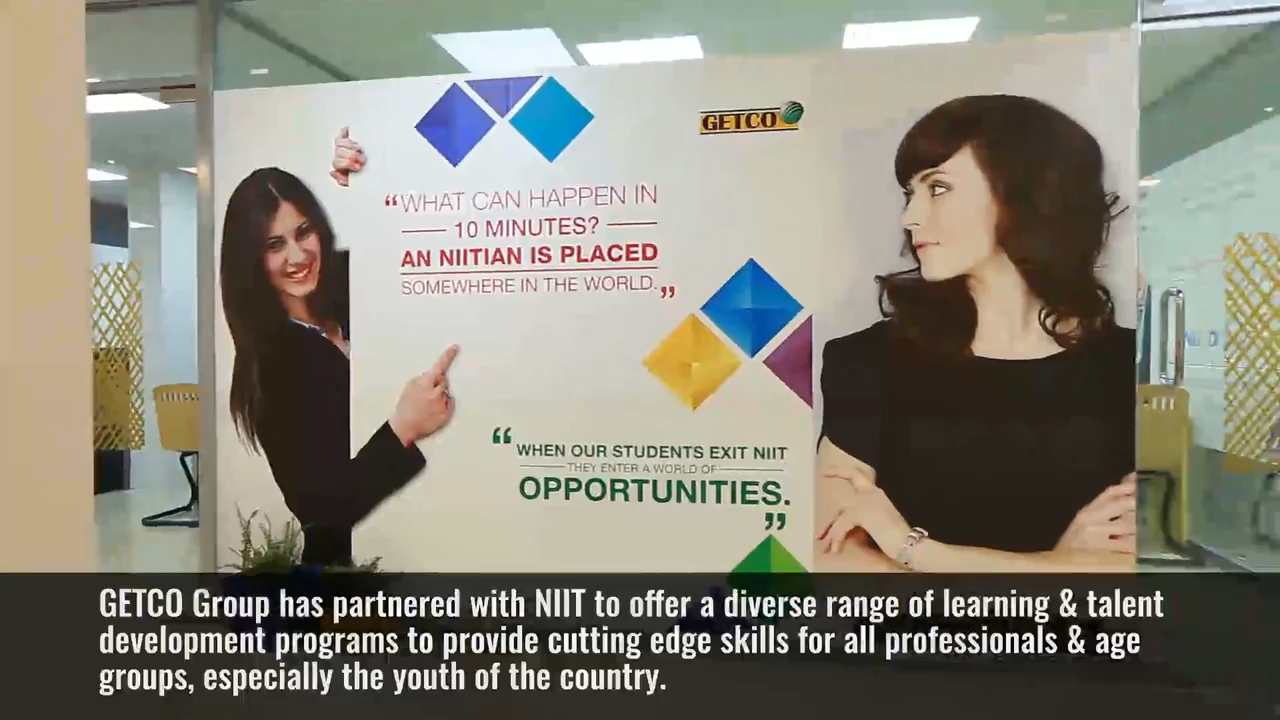 GETCO
“WHAT CAN HAPPEN IN
10 MINUTES?
AN NIITIAN IS PLACED
SOMEWHERE IN THE WORLD.”
“WHEN OUR STUDENTS EXIT NIIT
THEY ENTER A WORLD OF
OPPORTUNITIES.”
GETCO Group has partnered with NIIT to offer a diverse range of learning & talent
development programs to provide cutting edge skills for all professionals & age
groups, especially the youth of the country.